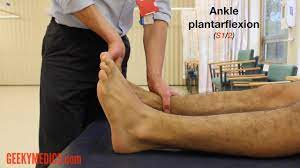 Ankle
plantarflexion
(S1/2)
GEEKYMEDICS.com